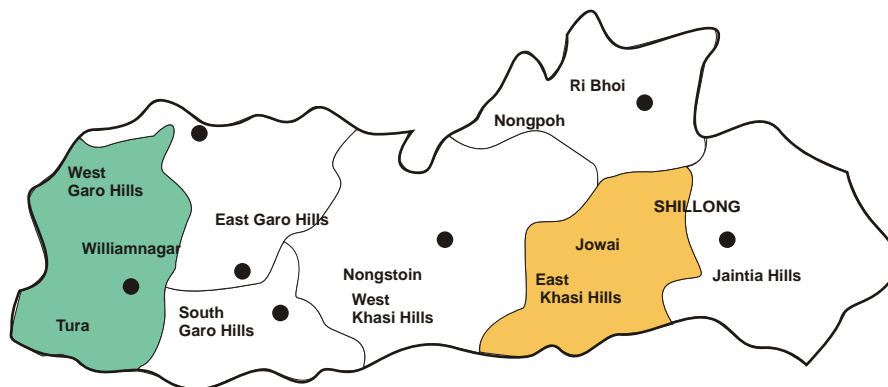 Ri Bhoi
Nongpoh
West
Garo Hills
SHILLONG
East Garo Hills
Williamnagar
Jowai
Nongstoin
East
Khasi Hills
Jaintia Hills
West
Khasi Hills
South
Garo Hills
Tura